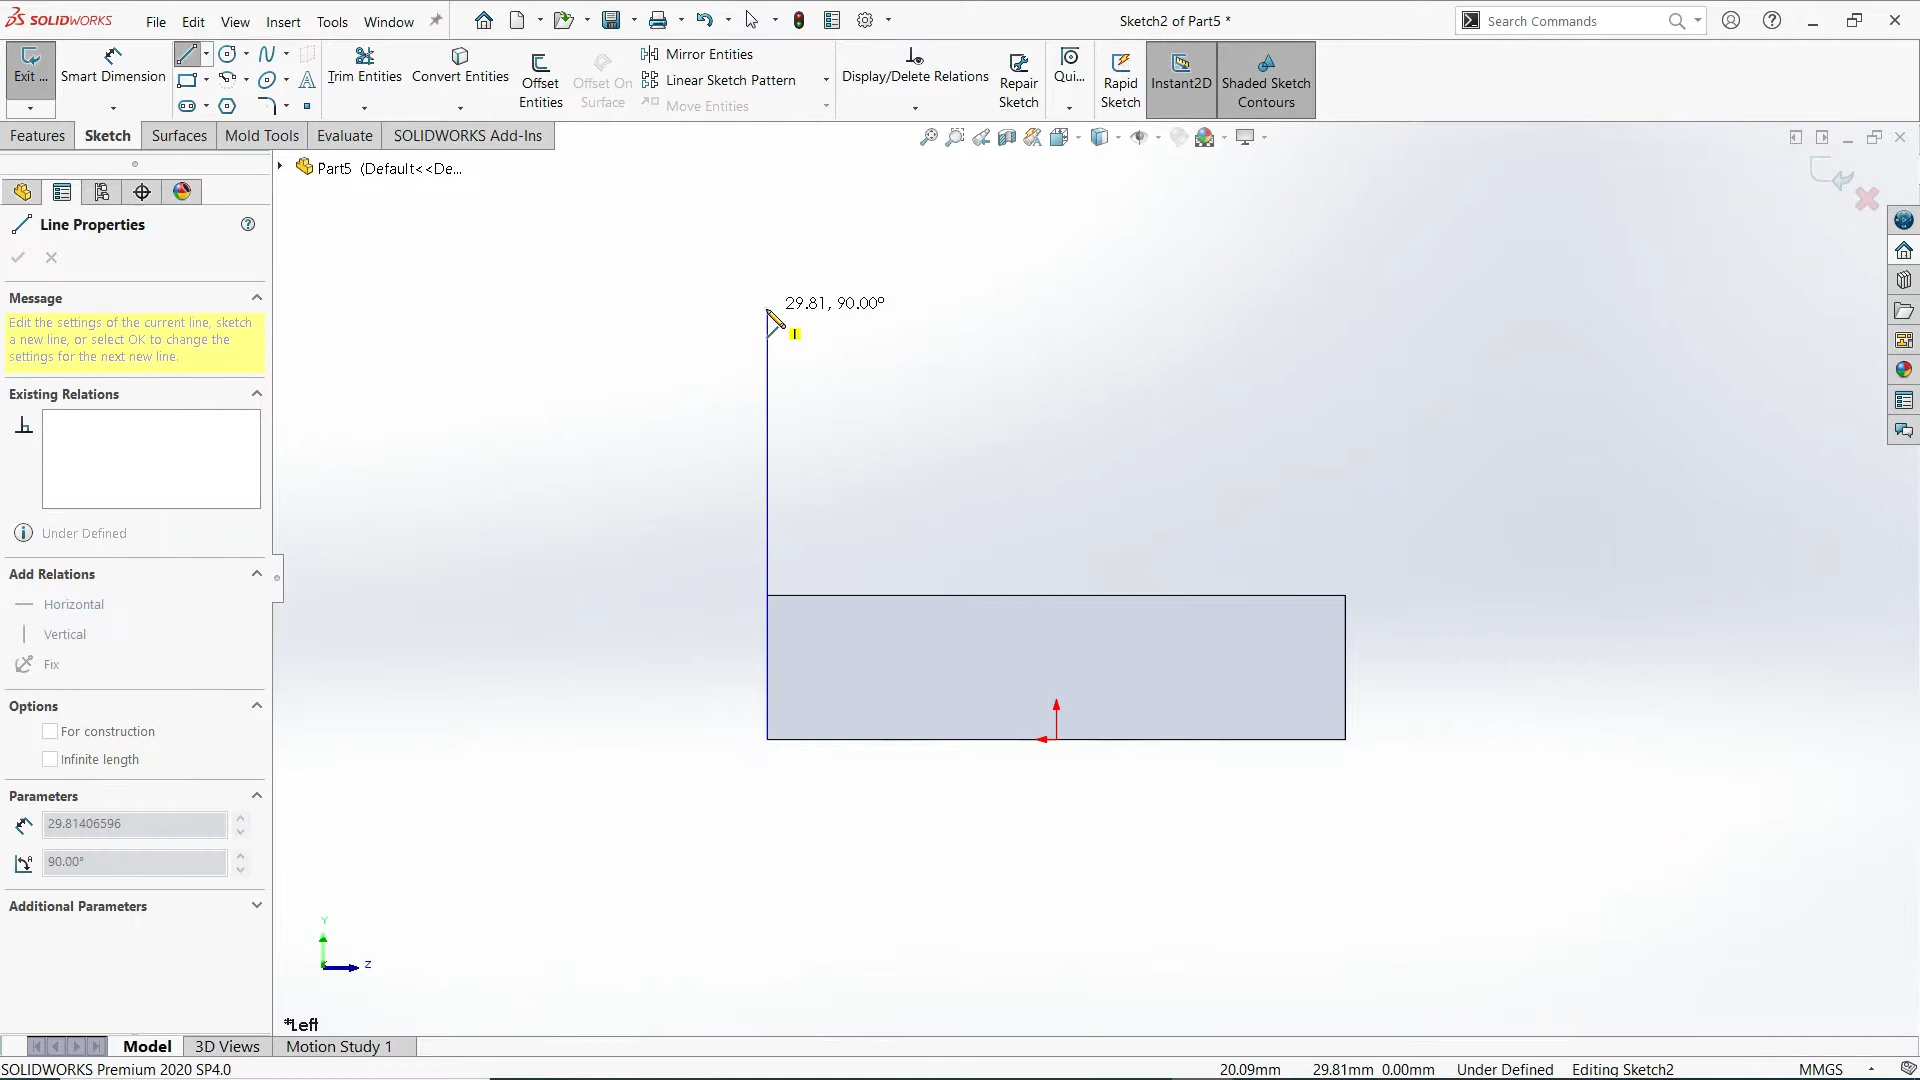 SOLIDWORKS
File Edit View Insert Tools Window
Sketch2 of Part5 *
Search Commands
Exit ...
Smart Dimension
Trim Entities
Convert Entities
Offset Entities
Offset On Surface
Mirror Entities
Linear Sketch Pattern
Move Entities
Display/Delete Relations
Repair Sketch
Qui...
Rapid Sketch
Instant2D
Shaded Sketch Contours
Features Sketch Surfaces Mold Tools Evaluate SOLIDWORKS Add-Ins
Part5 (Default<<De...
Line Properties
Message
Edit the settings of the current line, sketch
a new line, or select OK to change the
settings for the next new line.
Existing Relations
Under Defined
Add Relations
Horizontal
Vertical
Fix
Options
For construction
Infinite length
Parameters
29.81406596
90.00°
Additional Parameters
29.81, 90.00º
Y
Z
*Left
Model 3D Views Motion Study 1
SOLIDWORKS Premium 2020 SP4.0
20.09mm 29.81mm 0.00mm Under Defined Editing Sketch2 MMGS